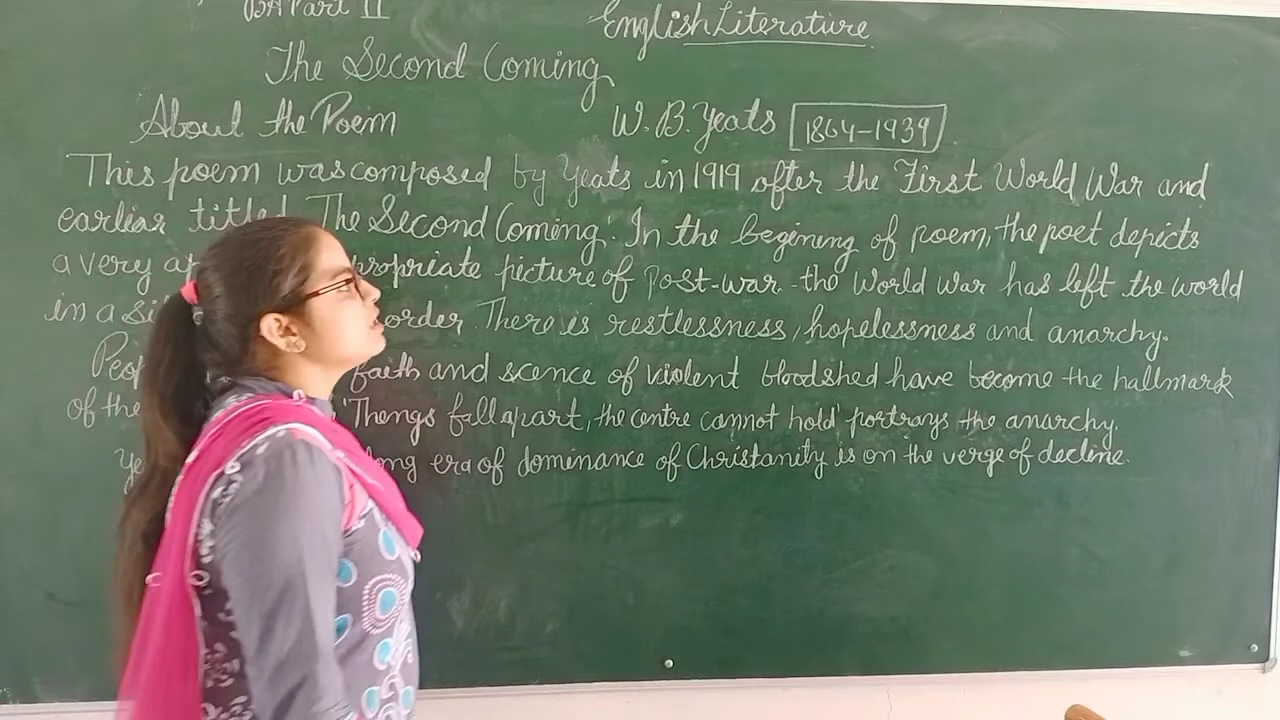 BA Part II
English Literature
The Second Coming
About the Poem
W. B. Yeats 1864-1939
This poem was composed by Yeats in 1919 after the First World War and
earliar titled The Second Coming. In the begining of poem, the poet depicts
a very ap propriate picture of post-war. the World War has left the world
in a order. There is restlessness, hopelessness and anarchy.
faith and scence of violent bloodshed have become the hallmark
of the 'Thengs fall apart, the centre cannot hold' portrays the anarchy.
long era of dominance of Christanity is on the verge of decline.